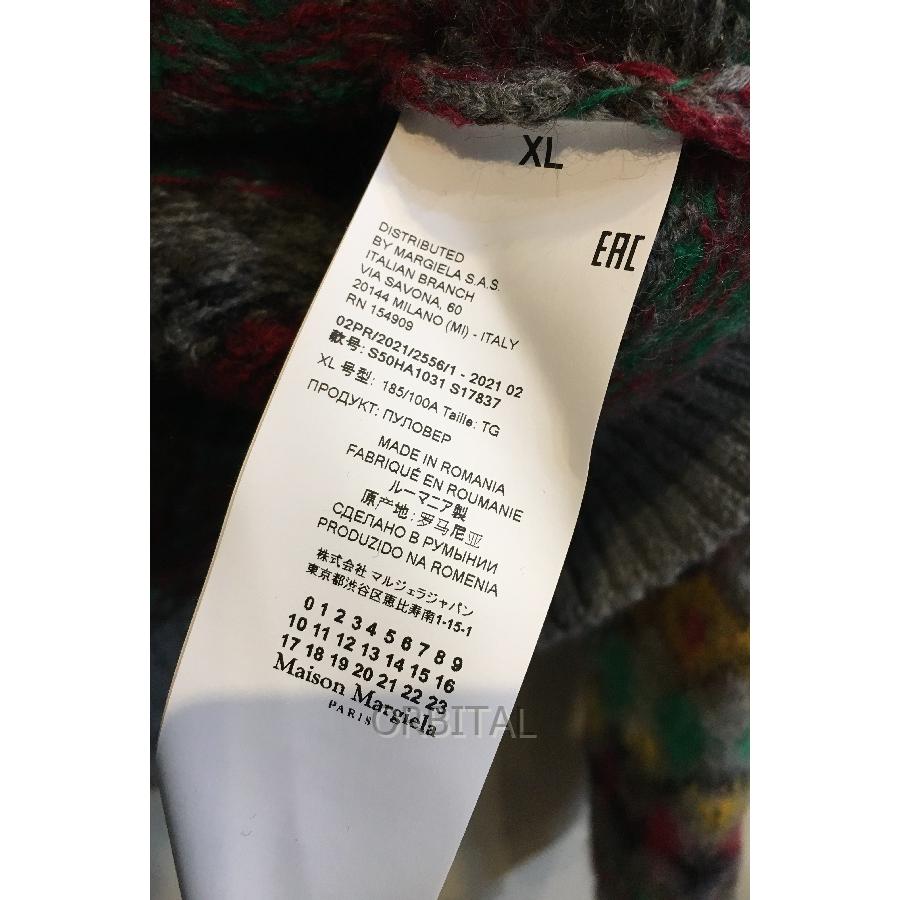 XL
EAC
DISTRIBUTED
BY MARGIELA S.A.S.
ITALIAN BRANCH
VIA SAVONA, 60
20144 MILANO (MI) - ITALY
RN 154909
02PR/2021/2556/1 - 2021 02
款号: S50HA1031 S17837
XL 号型: 185/100A Taille: TG
ПРОДУКТ: ПУЛОВЕР
MADE IN ROMANIA
FABRIQUÉ EN ROUMANIE
ルーマニア製
原产地: 罗马尼亚
СДЕЛАНО В РУМЫНИИ
PRODUZIDO NA ROMENIA
株式会社 マルジェラジャパン
東京都渋谷区恵比寿南1-15-1
0 1 2 3 4 5 6 7 8 9
10 11 12 13 14 15 16
17 18 19 20 21 22 23
Maison Margiela
PARIS
ORBITAL